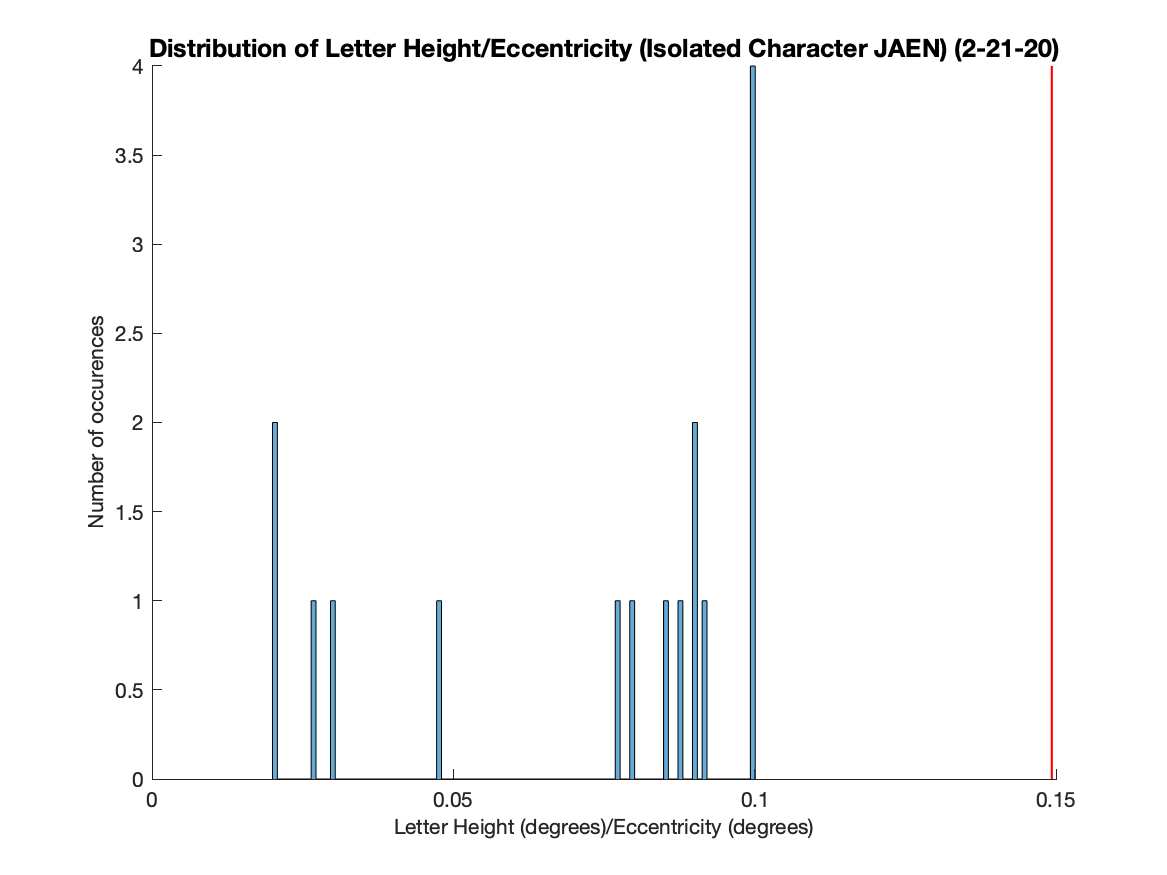 Distribution of Letter Height/Eccentricity (Isolated Character JAEN) (2-21-20)
4
3.5
3
2.5
2
1.5
1
0.5
0
Number of occurences
0 0.05 0.1 0.15
Letter Height (degrees)/Eccentricity (degrees)